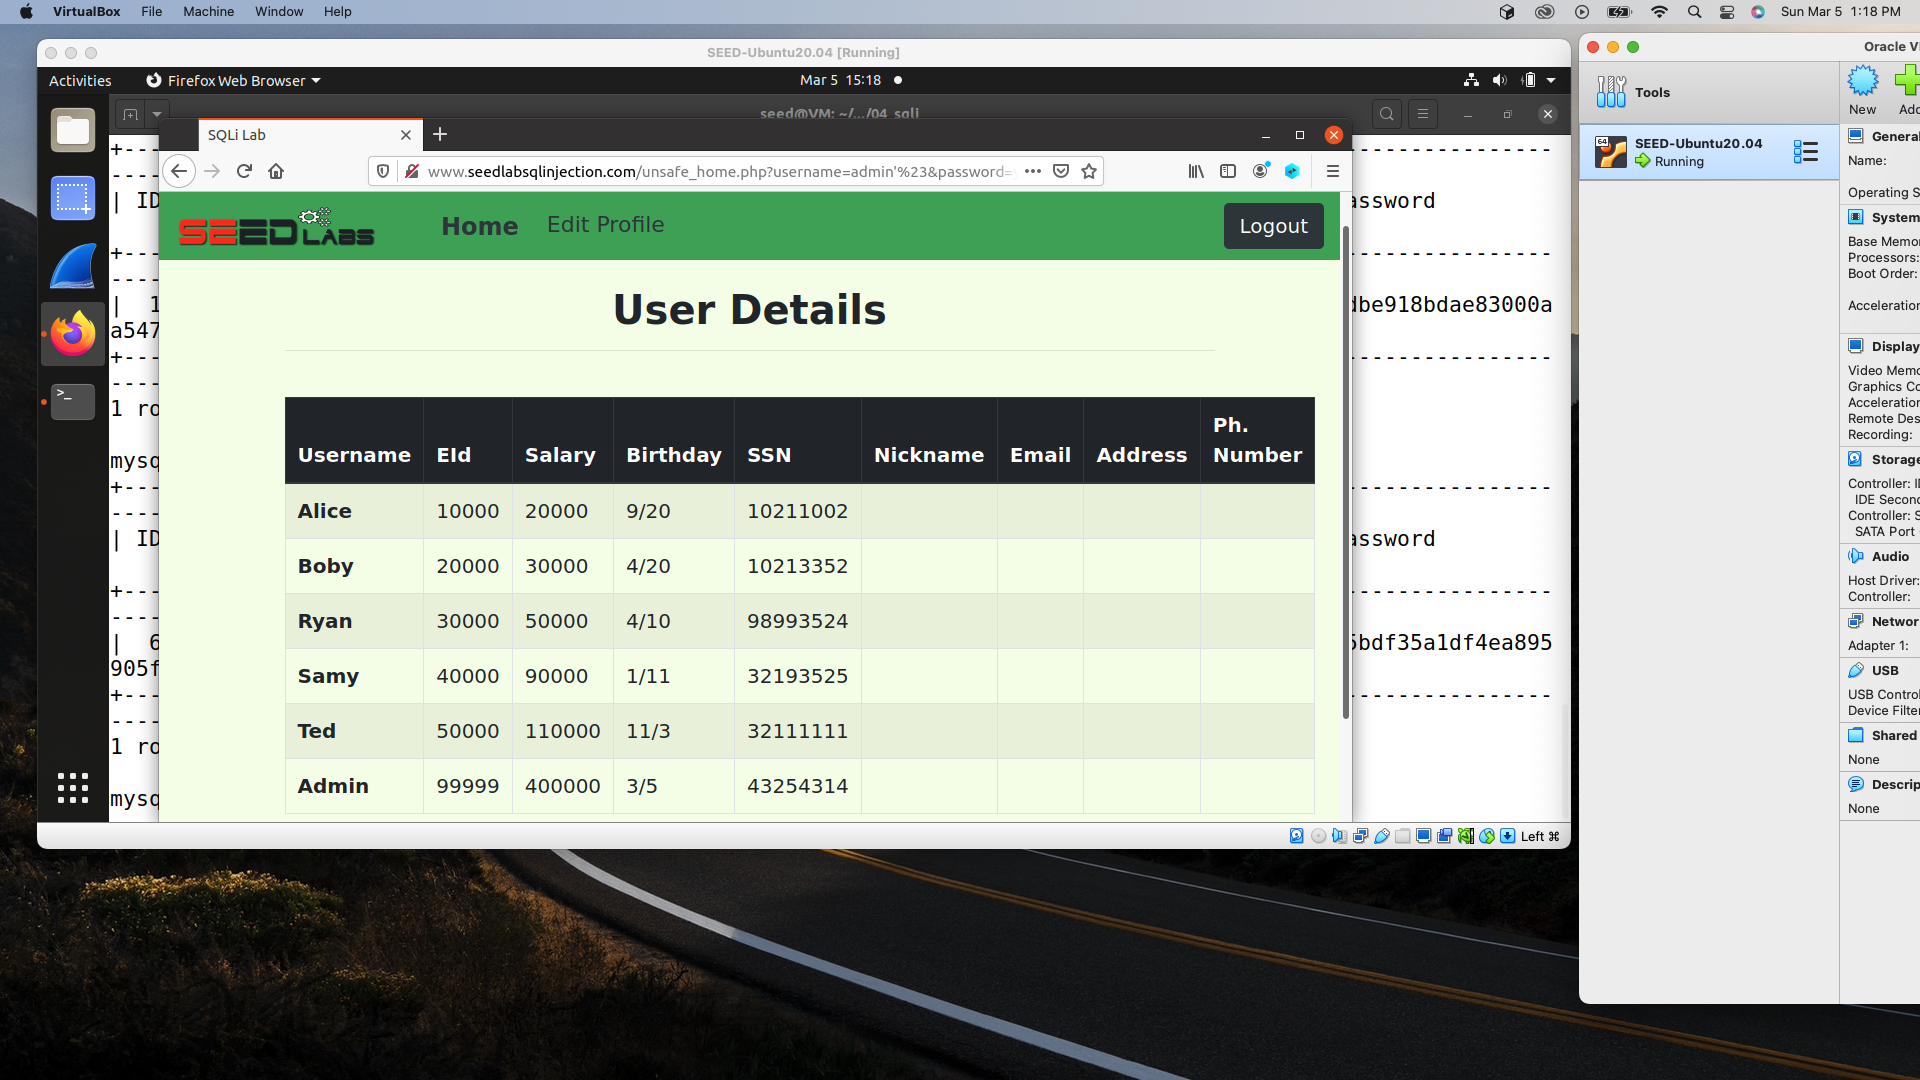 VirtualBox File Machine Window Help
Sun Mar 5 1:18 PM
SEED-Ubuntu20.04 [Running]
Activities Firefox Web Browser
Mar 5 15:18
seed@VM: ~/.../04_sqli
SQLi Lab
www.seedlabsqlinjection.com/unsafe_home.php?username=admin'%23&password=
SEED LABS Home Edit Profile Logout
User Details
Username EId Salary Birthday SSN Nickname Email Address Ph. Number
Alice 10000 20000 9/20 10211002
Boby 20000 30000 4/20 10213352
Ryan 30000 50000 4/10 98993524
Samy 40000 90000 1/11 32193525
Ted 50000 110000 11/3 32111111
Admin 99999 400000 3/5 43254314
+---
----
| ID
+---
----
| 1
a547
+---
----
1 ro
mysq
+---
----
| ID
+---
----
| 6
905f
+---
----
1 ro
mysq
---------------
assword
---------------
dbe918bdae83000a
---------------
---------------
assword
---------------
5bdf35a1df4ea895
---------------
>_
Left ⌘
Oracle V
Tools
New Add
64
SEED-Ubuntu20.04
Running
General
Name:
Operating S
System
Base Memo
Processors:
Boot Order:
Acceleration
Display
Video Memo
Graphics Co
Acceleration
Remote Des
Recording:
Storage
Controller: I
IDE Secon
Controller: S
SATA Port
Audio
Host Driver:
Controller:
Networ
Adapter 1:
USB
USB Control
Device Filter
Shared
None
Descrip
None